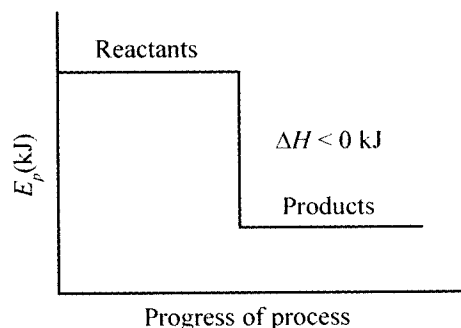 Reactants
ΔH < 0 kJ
E_p(kJ)
Products
Progress of process